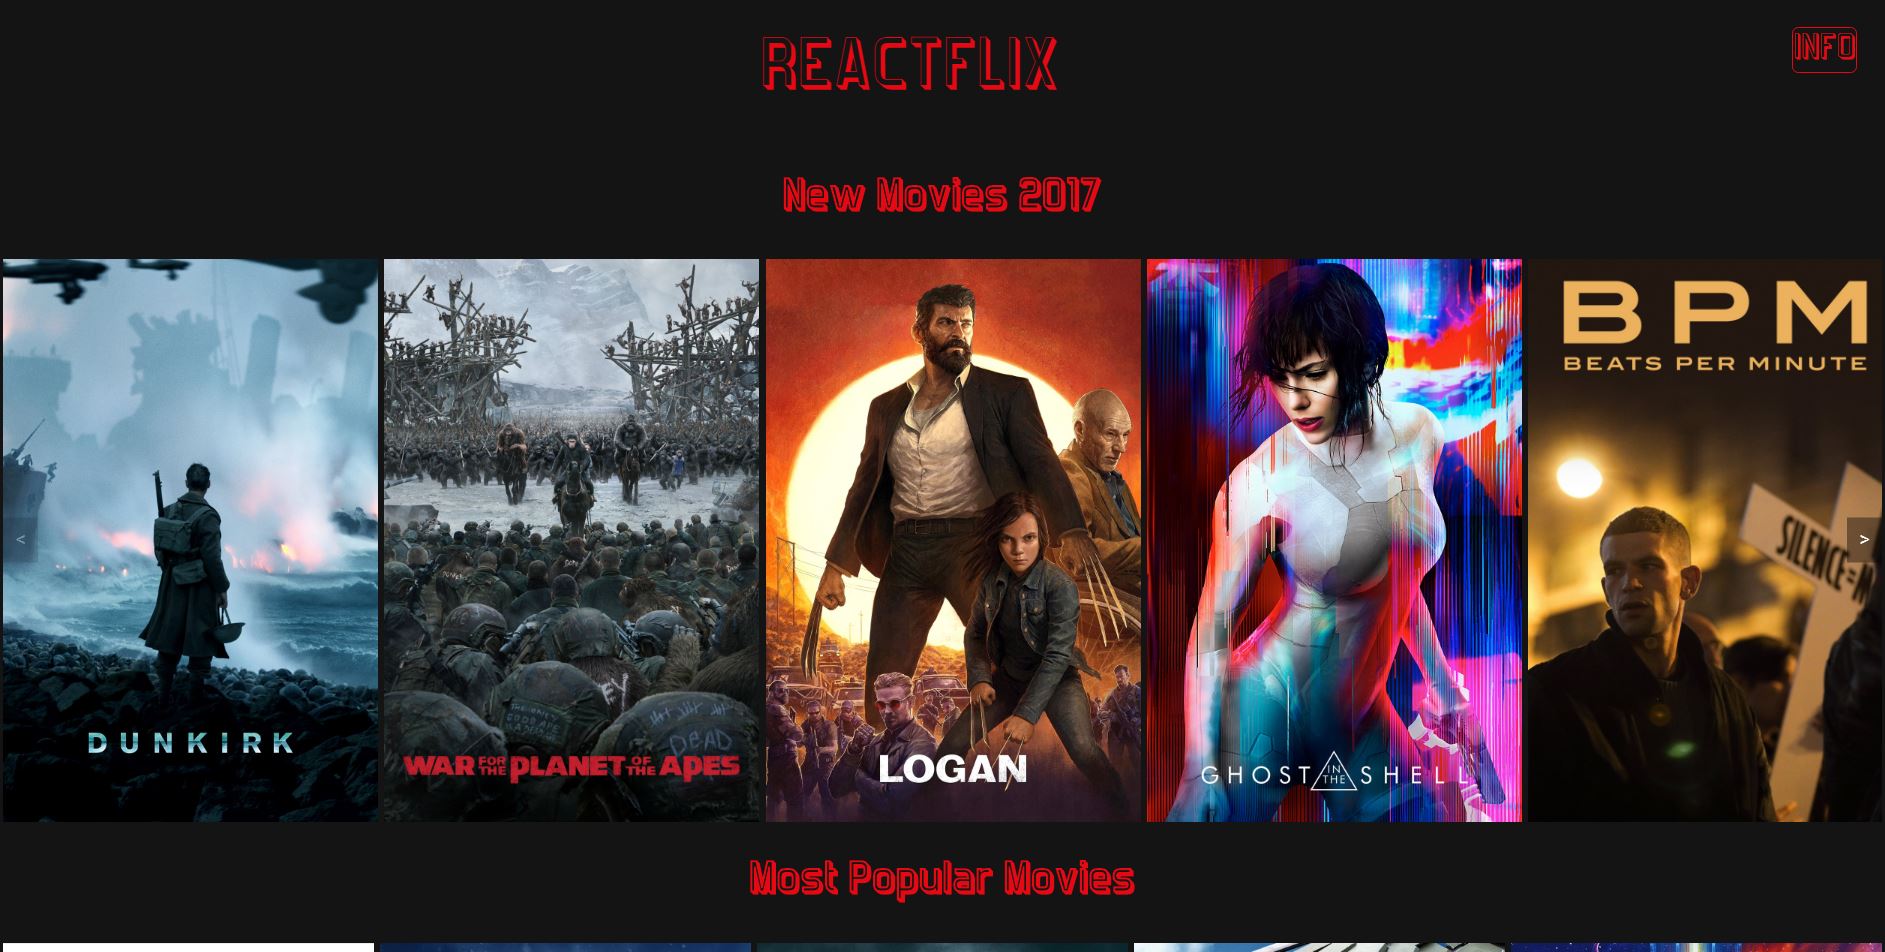 REACTFLIX
INFO
New Movies 2017
DUNKIRK
WAR FOR THE PLANET OF THE APES
LOGAN
GHOST IN THE SHELL
BPM
BEATS PER MINUTE
SILENCE=
<
>
DEAD
Most Popular Movies